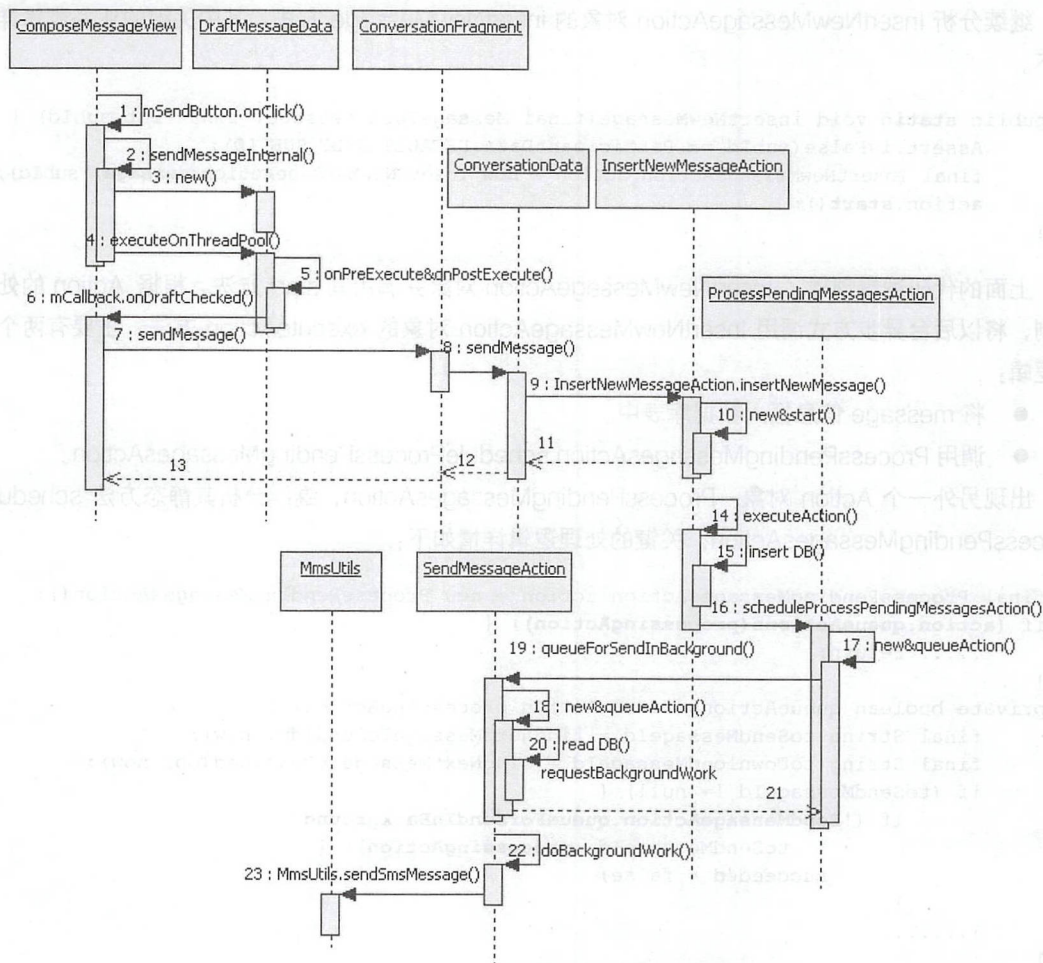 ComposeMessageView
DraftMessageData
ConversationFragment
1 : mSendButton.onClick()
2 : sendMessageInternal()
3 : new()
ConversationData
InsertNewMessageAction
4 : executeOnThreadPool()
5 : onPreExecute&dnPostExecute()
6 : mCallback.onDraftChecked()
ProcessPendingMessagesAction
7 : sendMessage()
8 : sendMessage()
9 : InsertNewMessageAction.insertNewMessage()
10 : new&start()
11
12
13
14 : executeAction()
15 : insert DB()
MmsUtils
SendMessageAction
16 : scheduleProcessPendingMessagesAction()
17 : new&queueAction()
19 : queueForSendInBackground()
18 : new&queueAction()
20 : read DB()
requestBackgroundWork
21
22 : doBackgroundWork()
23 : MmsUtils.sendSmsMessage()